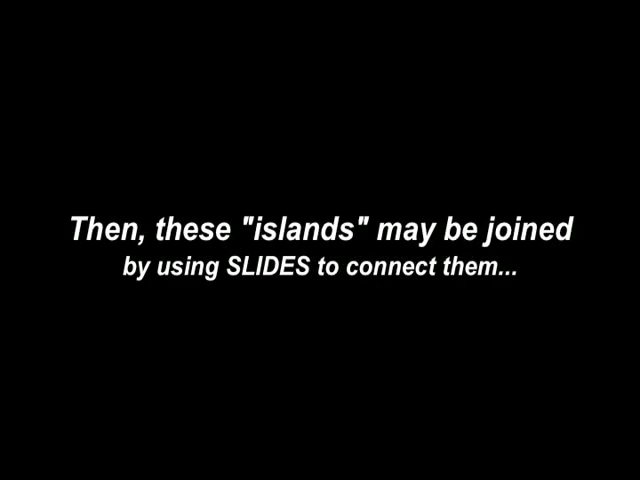 Then, these "islands" may be joined
by using SLIDES to connect them...